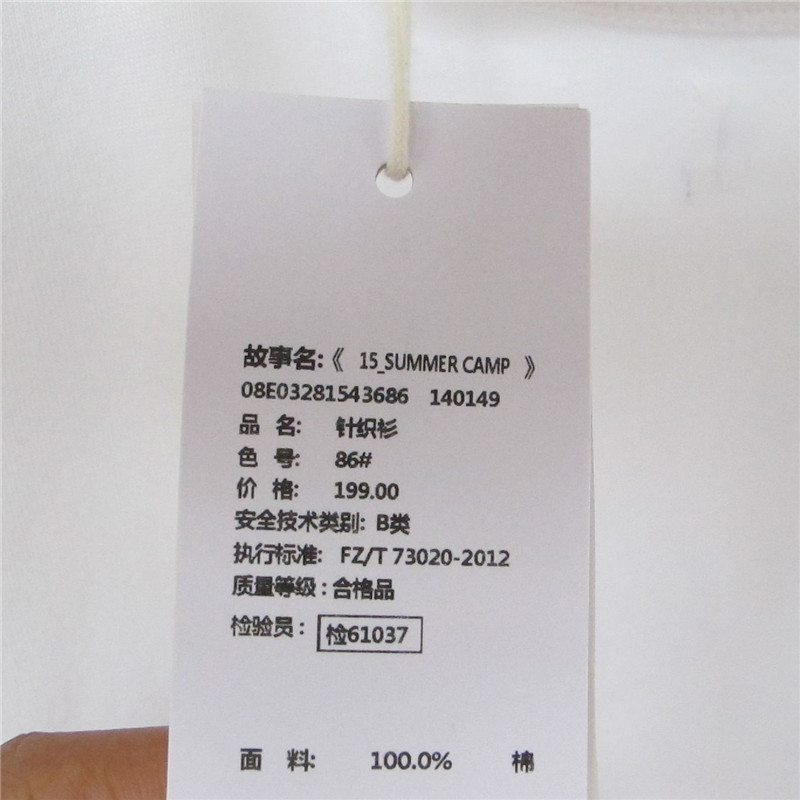 故事名:《 15_SUMMER CAMP 》
08E03281543686 140149
品 名: 针织衫
色 号: 86#
价 格: 199.00
安全技术类别: B类
执行标准: FZ/T 73020-2012
质量等级:合格品
检验员: 检61037
面 料: 100.0% 棉